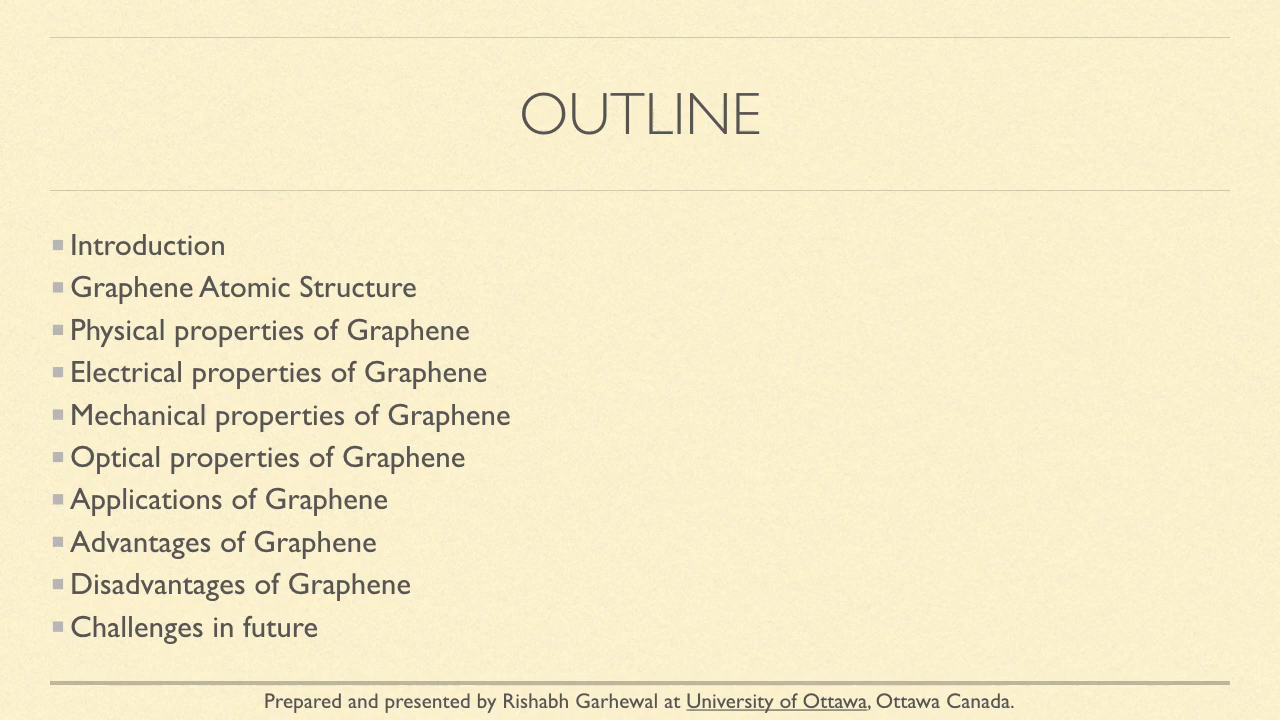 OUTLINE
Introduction
Graphene Atomic Structure
Physical properties of Graphene
Electrical properties of Graphene
Mechanical properties of Graphene
Optical properties of Graphene
Applications of Graphene
Advantages of Graphene
Disadvantages of Graphene
Challenges in future
Prepared and presented by Rishabh Garhewal at University of Ottawa, Ottawa Canada.